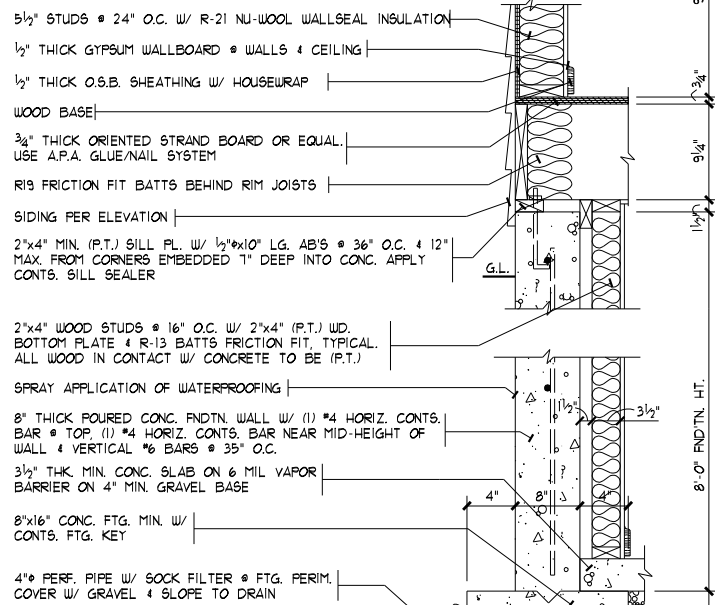 5½" STUDS @ 24" O.C. W/ R-21 NU-WOOL WALLSEAL INSULATION
½" THICK GYPSUM WALLBOARD @ WALLS & CEILING
½" THICK O.S.B. SHEATHING W/ HOUSEWRAP
WOOD BASE
¾" THICK ORIENTED STRAND BOARD OR EQUAL.
USE A.P.A. GLUE/NAIL SYSTEM
R19 FRICTION FIT BATTS BEHIND RIM JOISTS
SIDING PER ELEVATION
2"x4" MIN. (P.T.) SILL PL. W/ ½"ϕx10" LG. AB'S @ 36" O.C. & 12"
MAX. FROM CORNERS EMBEDDED 7" DEEP INTO CONC. APPLY
CONTS. SILL SEALER
2"x4" WOOD STUDS @ 16" O.C. W/ 2"x4" (P.T.) WD.
BOTTOM PLATE & R-13 BATTS FRICTION FIT, TYPICAL.
ALL WOOD IN CONTACT W/ CONCRETE TO BE (P.T.)
SPRAY APPLICATION OF WATERPROOFING
8" THICK POURED CONC. FNDTN. WALL W/ (1) #4 HORIZ. CONTS.
BAR @ TOP, (1) #4 HORIZ. CONTS. BAR NEAR MID-HEIGHT OF
WALL & VERTICAL #6 BARS @ 35" O.C.
3½" THK. MIN. CONC. SLAB ON 6 MIL VAPOR
BARRIER ON 4" MIN. GRAVEL BASE
8"x16" CONC. FTG. MIN. W/
CONTS. FTG. KEY
4"ϕ PERF. PIPE W/ SOCK FILTER @ FTG. PERIM.
COVER W/ GRAVEL & SLOPE TO DRAIN
G.L.
¾"
9¼"
1½"
1½"
3½"
4"
8"
4"
8'-0" FND'TN. HT.